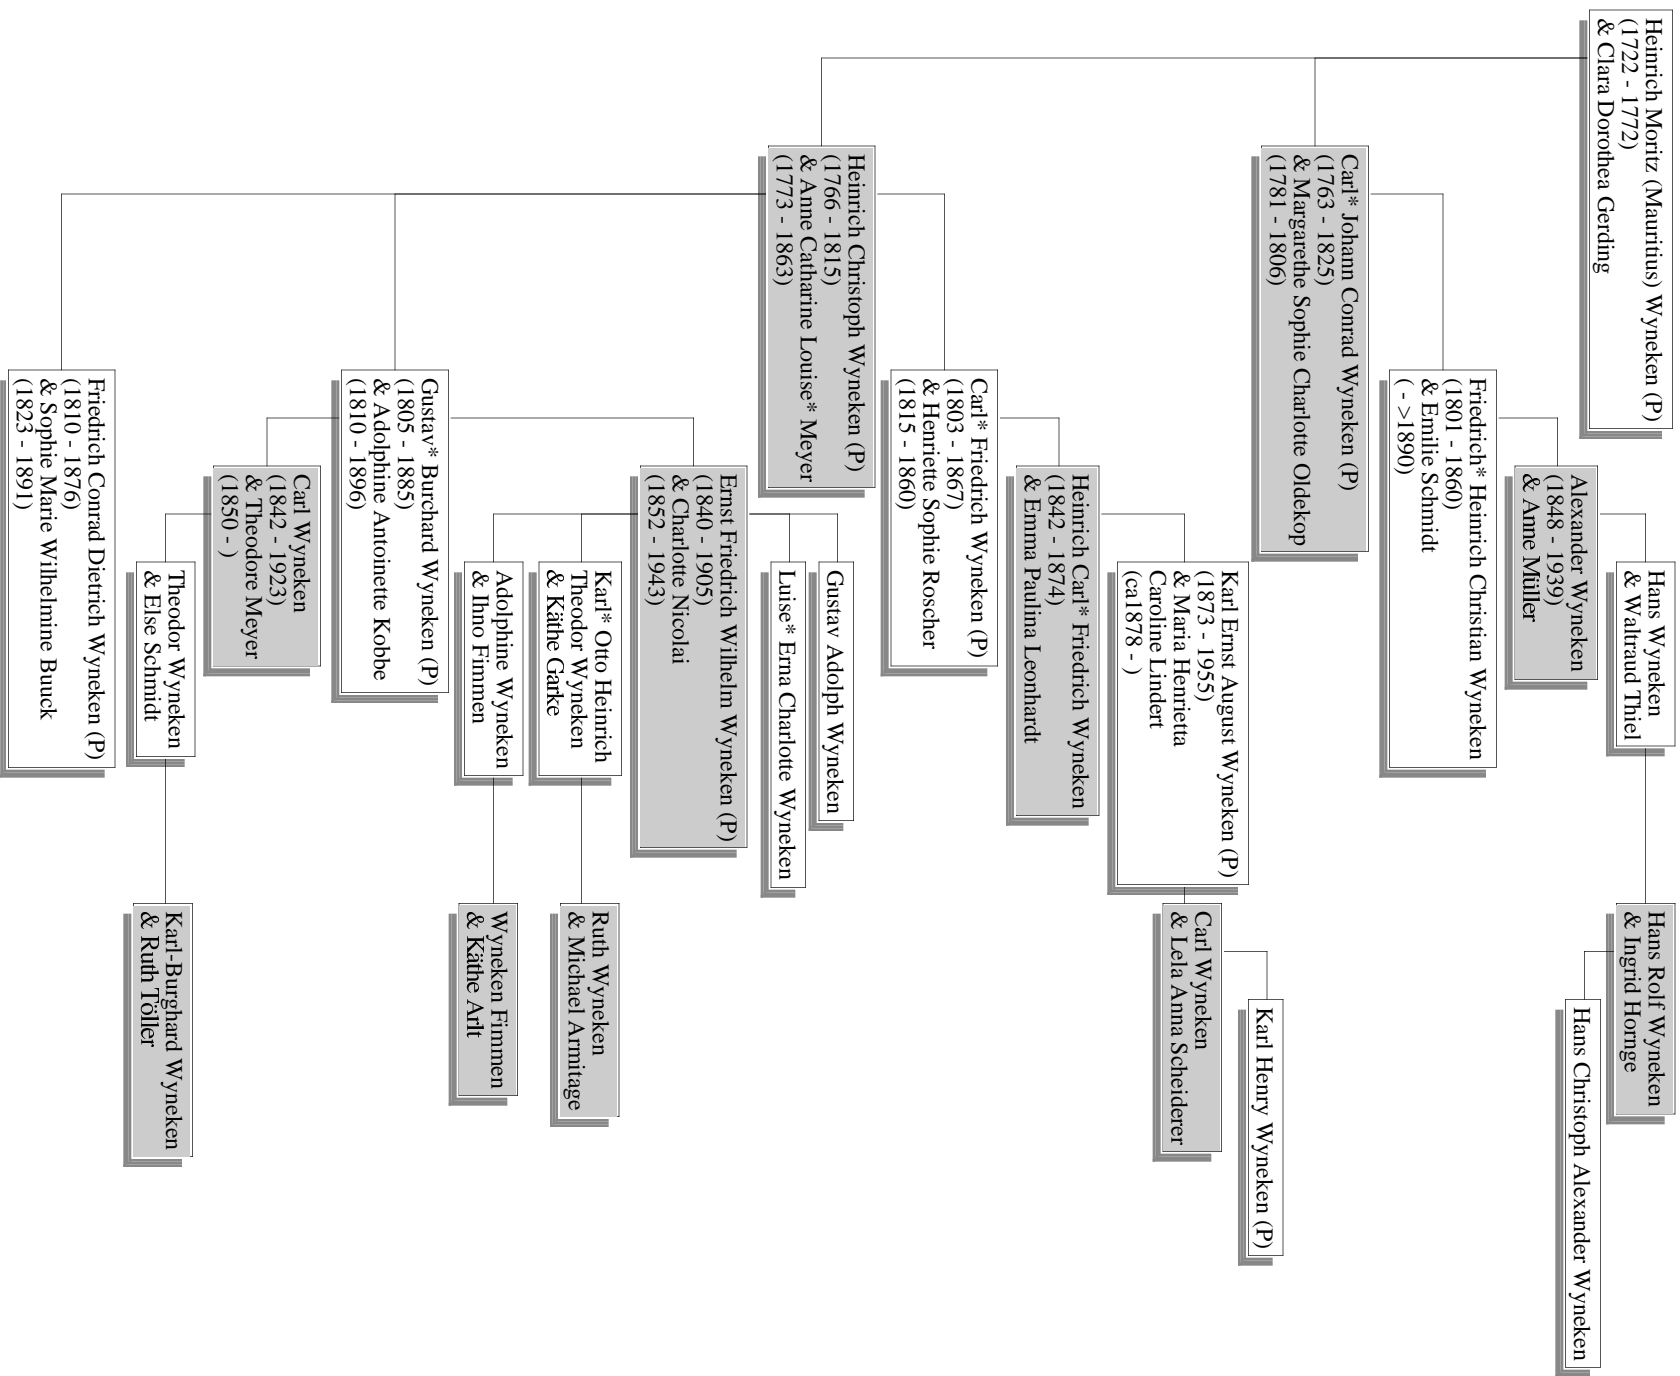 Heinrich Moritz (Mauritius) Wyneken (P)
(1722 - 1772)
& Clara Dorothea Gerding
Carl* Johann Conrad Wyneken (P)
(1763 - 1825)
& Margarethe Sophie Charlotte Oldekop
(1781 - 1806)
Friedrich* Heinrich Christian Wyneken
(1801 - 1860)
& Emilie Schmidt
( - >1890)
Alexander Wyneken
(1848 - 1939)
& Anne Müller
Hans Wyneken
& Waltraud Thiel
Hans Rolf Wyneken
& Ingrid Hornge
Hans Christoph Alexander Wyneken
Heinrich Christoph Wyneken (P)
(1766 - 1815)
& Anne Catharine Louise* Meyer
(1773 - 1863)
Carl* Friedrich Wyneken (P)
(1803 - 1867)
& Henriette Sophie Roscher
(1815 - 1860)
Heinrich Carl* Friedrich Wyneken
(1842 - 1874)
& Emma Paulina Leonhardt
Karl Ernst August Wyneken (P)
(1873 - 1955)
& Maria Henrietta
Caroline Lindert
(ca1878 - )
Carl Wyneken
& Lela Anna Scheiderer
Karl Henry Wyneken (P)
Gustav* Burchard Wyneken (P)
(1805 - 1885)
& Adolphine Antoinette Kobbe
(1810 - 1896)
Ernst Friedrich Wilhelm Wyneken (P)
(1840 - 1905)
& Charlotte Nicolai
(1852 - 1943)
Gustav Adolph Wyneken
Luise* Erna Charlotte Wyneken
Karl* Otto Heinrich
Theodor Wyneken
& Käthe Garke
Ruth Wyneken
& Michael Armitage
Adolphine Wyneken
& Ihno Fimmen
Wyneken Fimmen
& Käthe Arlt
Carl Wyneken
(1842 - 1923)
& Theodore Meyer
(1850 - )
Theodor Wyneken
& Else Schmidt
Karl-Burghard Wyneken
& Ruth Töller
Friedrich Conrad Dietrich Wyneken (P)
(1810 - 1876)
& Sophie Marie Wilhelmine Buuck
(1823 - 1891)